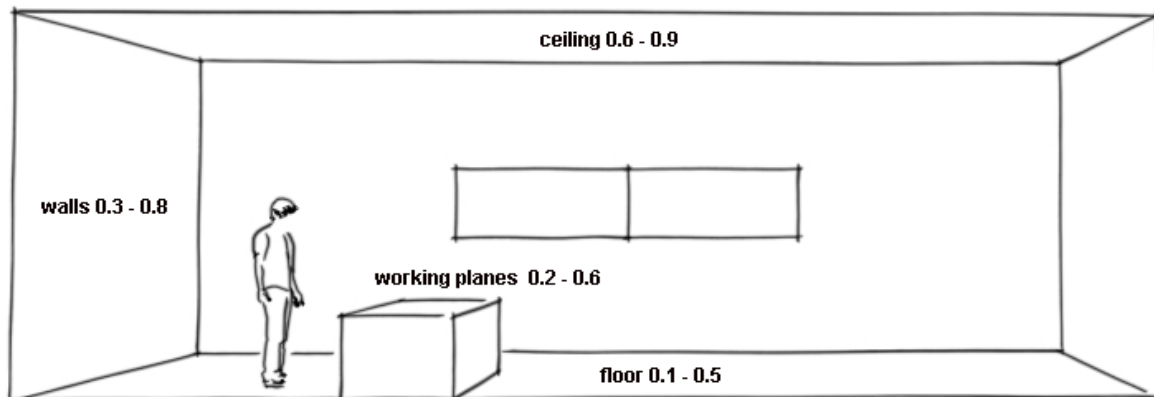 ceiling 0.6 - 0.9
walls 0.3 - 0.8
working planes 0.2 - 0.6
floor 0.1 - 0.5